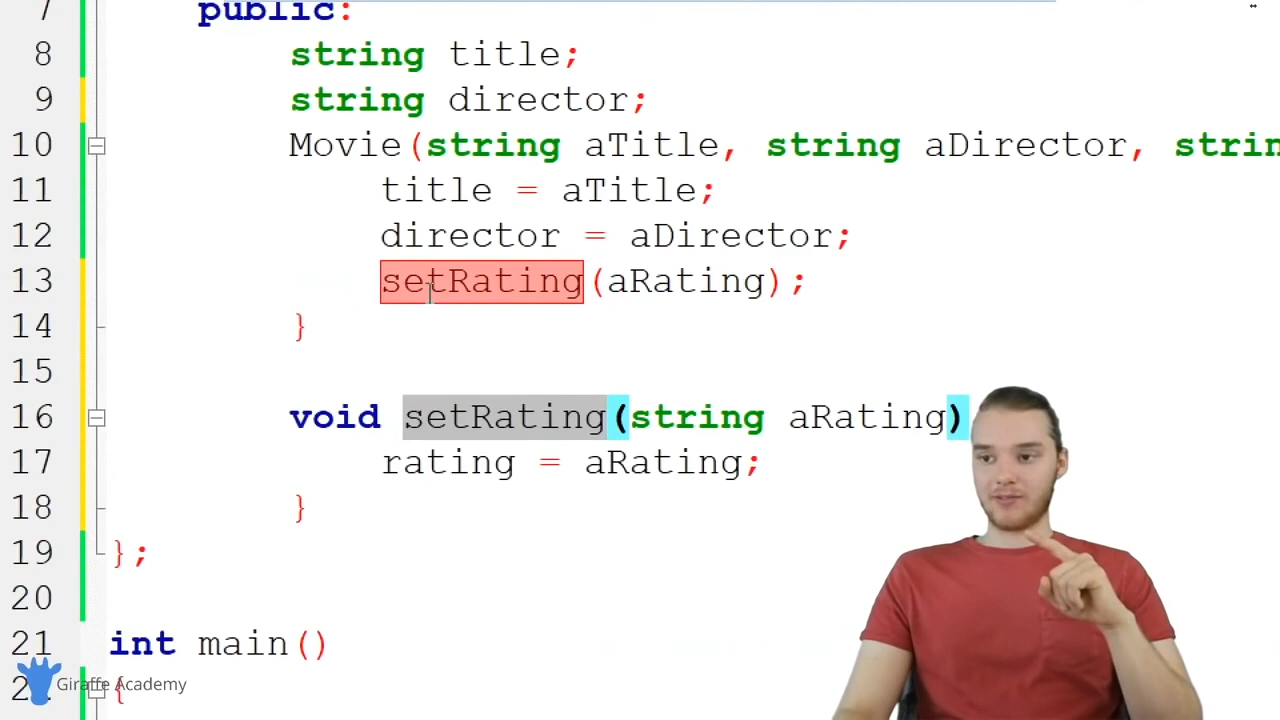 7 public:
8 string title;
9 string director;
10 Movie(string aTitle, string aDirector, strin
11 title = aTitle;
12 director = aDirector;
13 setRating(aRating);
14 }
15
16 void setRating(string aRating)
17 rating = aRating;
18 }
19 };
20
21 int main()
22 {
Giraffe Academy